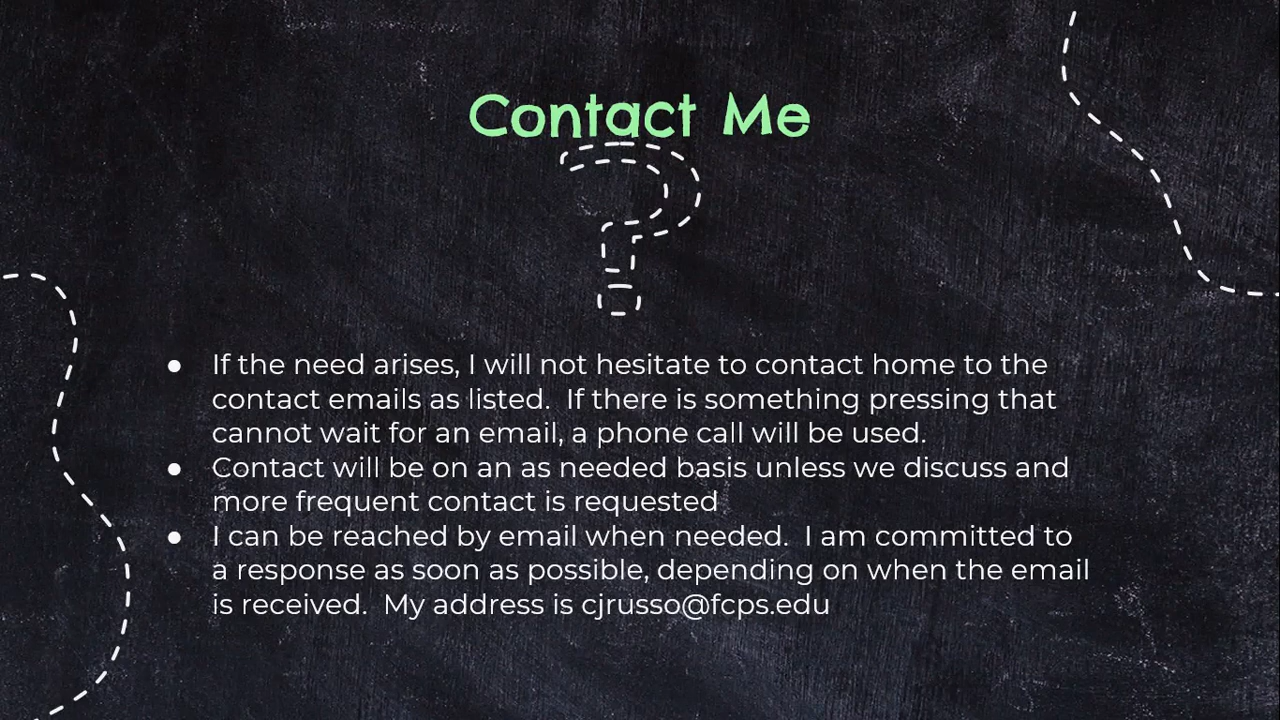 Contact Me
?
● If the need arises, I will not hesitate to contact home to the
contact emails as listed.  If there is something pressing that
cannot wait for an email, a phone call will be used.
● Contact will be on an as needed basis unless we discuss and
more frequent contact is requested
● I can be reached by email when needed.  I am committed to
a response as soon as possible, depending on when the email
is received.  My address is cjrusso@fcps.edu